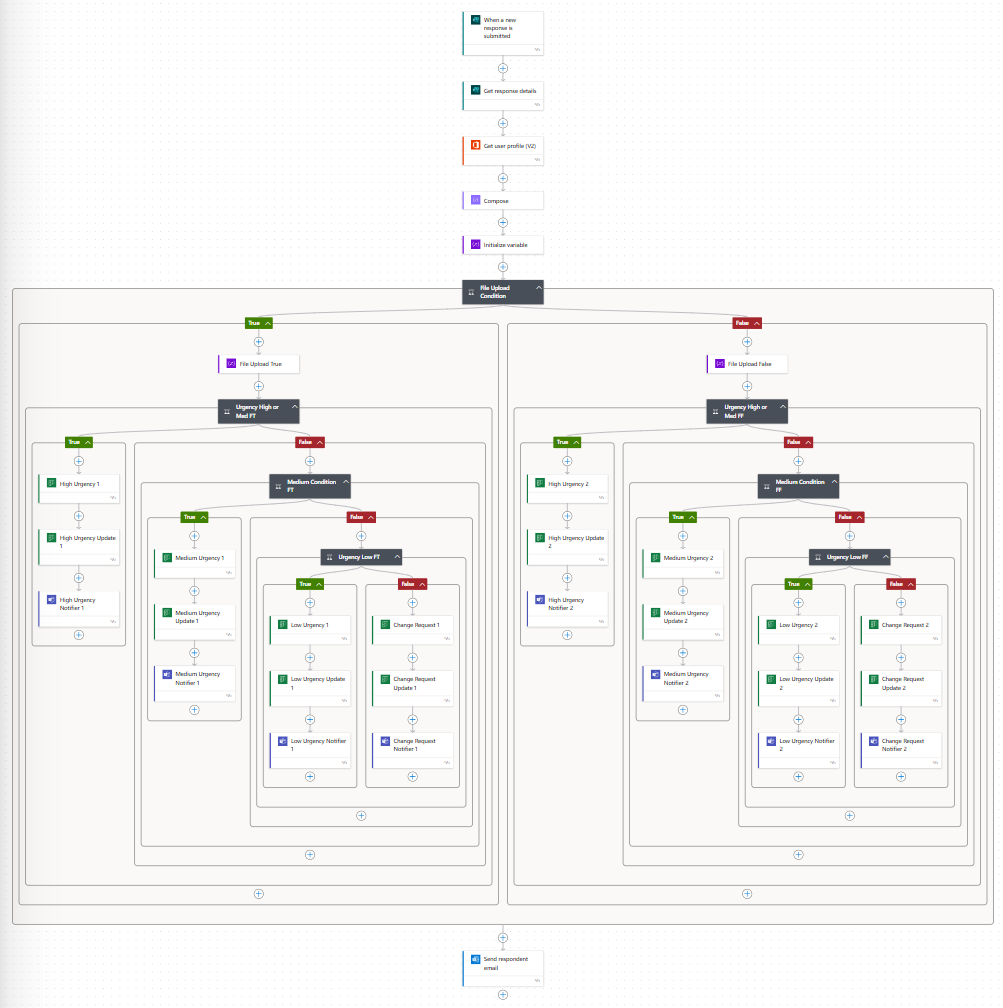 When a new
response is
submitted
Get response details
Get user profile (V2)
Compose
Initialize variable
File Upload
Condition
True
False
File Upload True
File Upload False
Urgency High or
Med FT
Urgency High or
Med FF
True
False
True
False
High Urgency 1
Medium Condition
FT
High Urgency 2
Medium Condition
FF
True
False
True
False
High Urgency Update
1
Medium Urgency 1
Urgency Low FT
High Urgency Update
2
Medium Urgency 2
Urgency Low FF
True
False
True
False
High Urgency
Notifier 1
Medium Urgency
Update 1
Low Urgency 1
Change Request 1
High Urgency
Notifier 2
Medium Urgency
Update 2
Low Urgency 2
Change Request 2
Medium Urgency
Notifier 1
Low Urgency Update
1
Change Request
Update 1
Medium Urgency
Notifier 2
Low Urgency Update
2
Change Request
Update 2
Low Urgency Notifier
1
Change Request
Notifier 1
Low Urgency Notifier
2
Change Request
Notifier 2
Send respondent
email